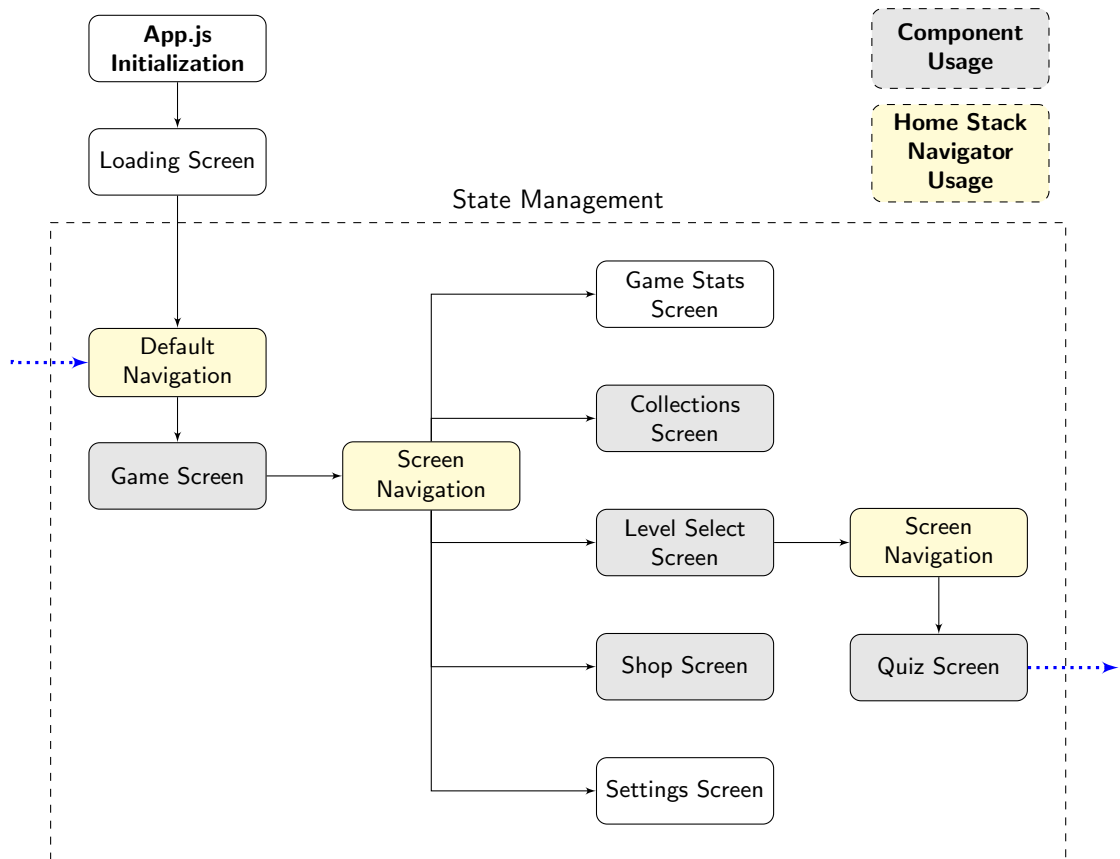 App.js
Initialization
Component
Usage
Home Stack
Navigator
Usage
Loading Screen
State Management
Game Stats
Screen
Default
Navigation
Collections
Screen
Game Screen
Screen
Navigation
Level Select
Screen
Screen
Navigation
Shop Screen
Quiz Screen
Settings Screen